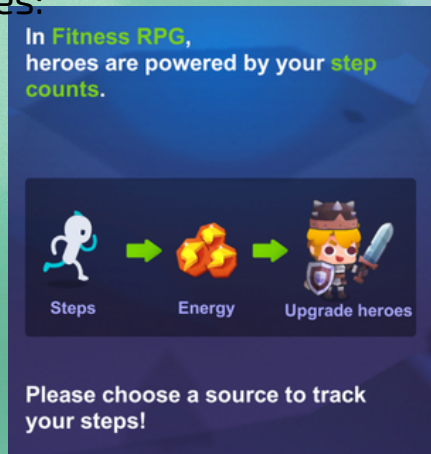 es:
In Fitness RPG,
heroes are powered by your step
counts.
Steps
Energy
Upgrade heroes
Please choose a source to track
your steps!